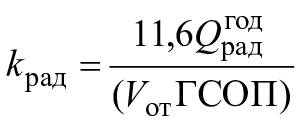 k_рад = 11,6Q_рад^год / (V_от ГСОП)